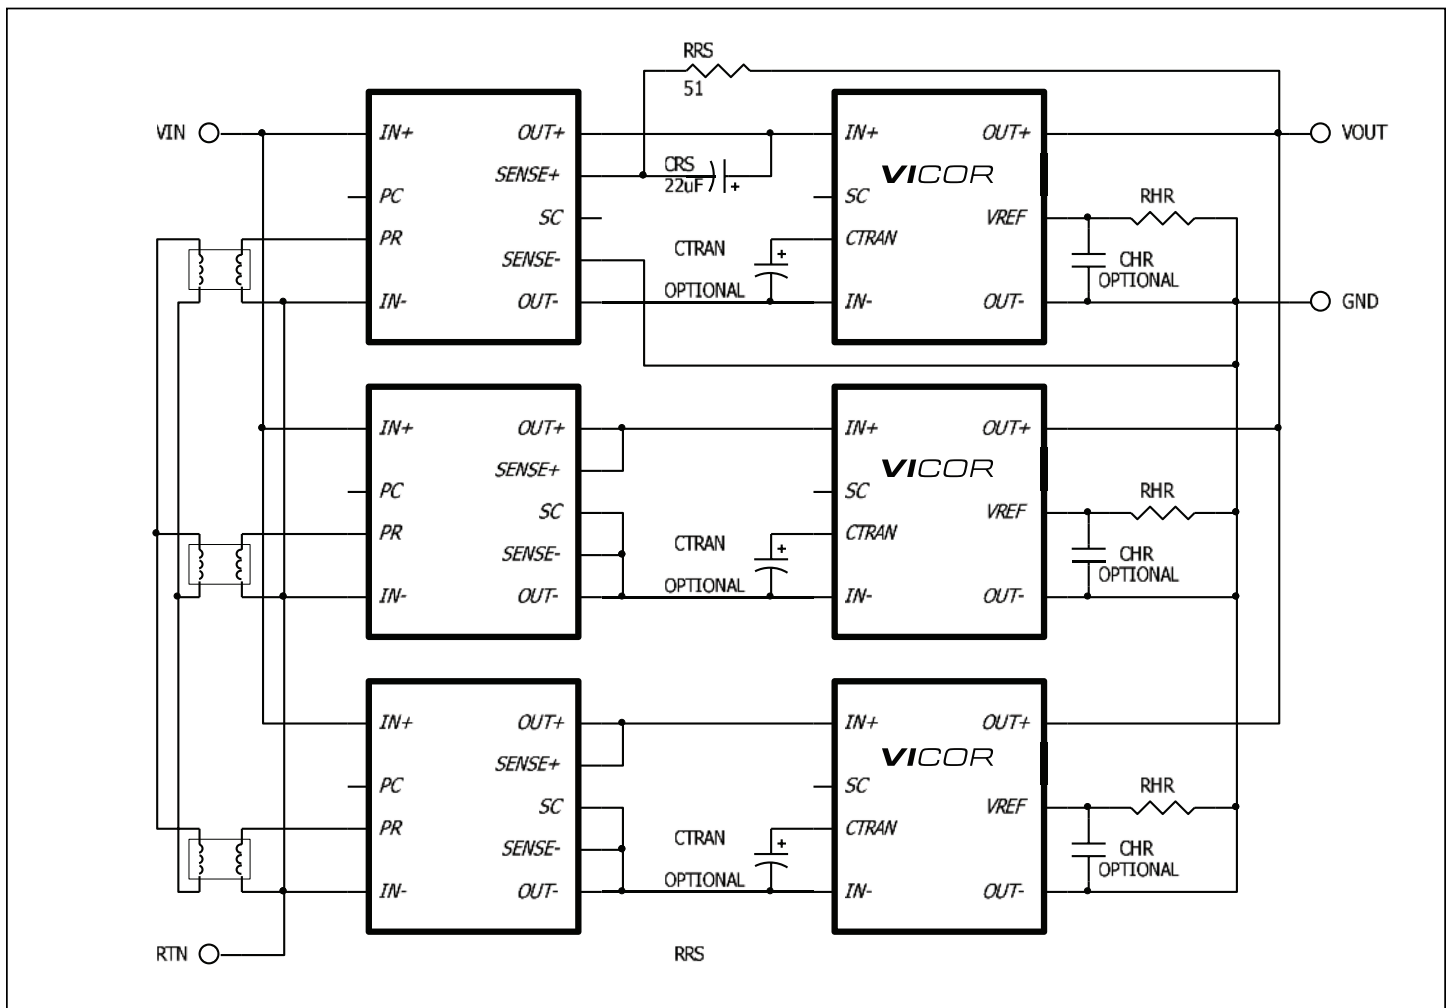 RRS
51
VIN
IN+
OUT+
IN+
OUT+
VOUT
SENSE+
CRS
22uF
+
VICOR
PC
SC
RHR
SC
VREF
PR
CTRAN
+
CTRAN
SENSE-
CHR
OPTIONAL
OPTIONAL
IN-
OUT-
IN-
OUT-
GND
IN+
OUT+
IN+
OUT+
SENSE+
VICOR
PC
SC
RHR
SC
VREF
PR
CTRAN
+
CTRAN
SENSE-
CHR
OPTIONAL
OPTIONAL
IN-
OUT-
IN-
OUT-
IN+
OUT+
IN+
OUT+
SENSE+
VICOR
PC
SC
RHR
SC
VREF
PR
CTRAN
+
CTRAN
SENSE-
CHR
OPTIONAL
OPTIONAL
IN-
OUT-
IN-
OUT-
RTN
RRS